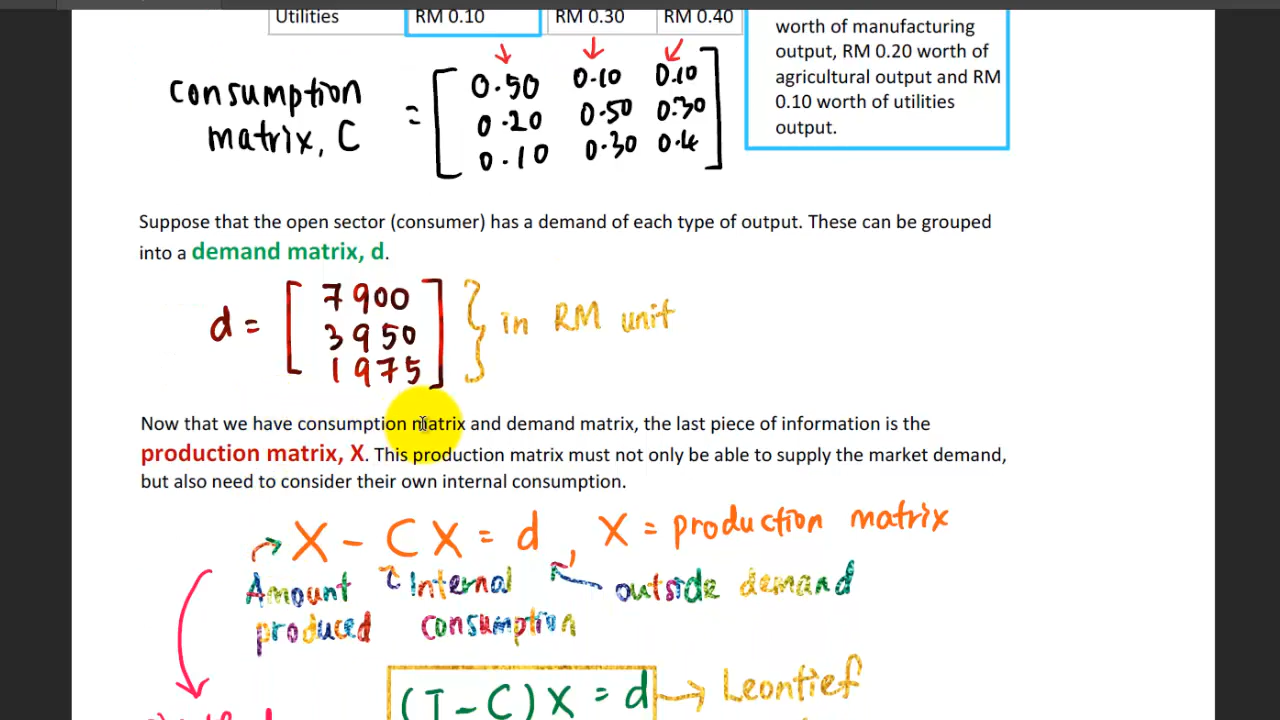 Utilities RM 0.10 RM 0.30 RM 0.40
worth of manufacturing
output, RM 0.20 worth of
agricultural output and RM
0.10 worth of utilities
output.
consumption matrix, C =
0.50 0.10 0.10
0.20 0.50 0.30
0.10 0.30 0.4
Suppose that the open sector (consumer) has a demand of each type of output. These can be grouped
into a demand matrix, d.
d =
7900
3950
1975
in RM unit
Now that we have consumption matrix and demand matrix, the last piece of information is the
production matrix, X. This production matrix must not only be able to supply the market demand,
but also need to consider their own internal consumption.
X - CX = d , X = production matrix
Amount Internal outside demand
produced consumption
(I - C) X = d → Leontief